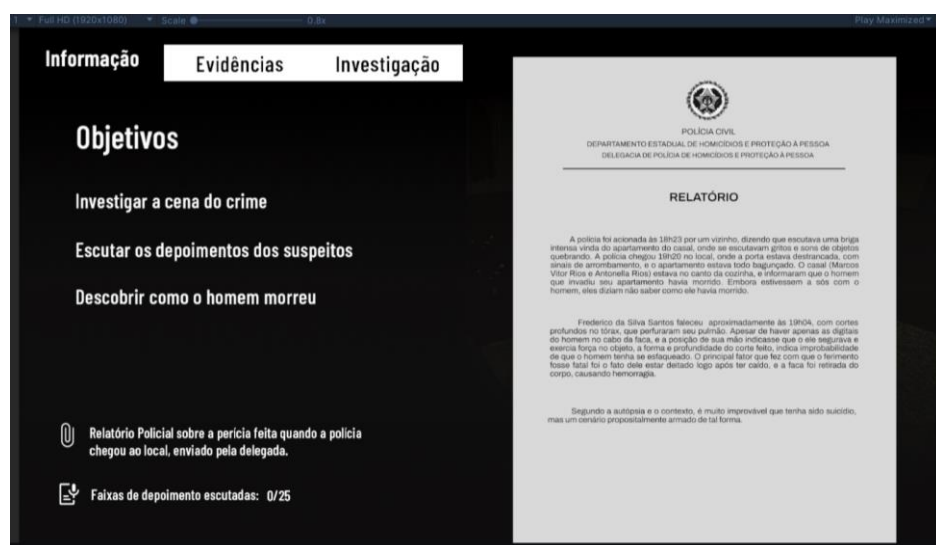 1 Full HD (1920x1080) Scale 0.8x Play Maximized
Informação Evidências Investigação
Objetivos
Investigar a cena do crime
Escutar os depoimentos dos suspeitos
Descobrir como o homem morreu
Relatório Policial sobre a perícia feita quando a polícia
chegou ao local, enviado pela delegada.
Faixas de depoimento escutadas: 0/25
POLÍCIA CIVIL
DEPARTAMENTO ESTADUAL DE HOMICÍDIOS E PROTEÇÃO À PESSOA
DELEGACIA DE POLÍCIA DE HOMICÍDIOS E PROTEÇÃO À PESSOA
RELATÓRIO
A polícia foi acionada às 18h23 por um vizinho, dizendo que escutava uma briga
intensa vinda do apartamento do casal, onde se escutavam gritos e sons de objetos
quebrando. A polícia chegou 19h20 no local, onde a porta estava destrancada, com
sinais de arrombamento, e o apartamento estava todo bagunçado. O casal (Marcos
Vitor Rios e Antonella Rios) estava no canto da cozinha, e informaram que o homem
que invadiu seu apartamento havia morrido. Embora estivessem a sós com o
homem, eles diziam não saber como ele havia morrido.
Frederico da Silva Santos faleceu aproximadamente às 19h04, com cortes
profundos no tórax, que perfuraram seu pulmão. Apesar de haver apenas as digitais
do homem no cabo da faca, e a posição de sua mão indicasse que o ele segurava e
exercia força no objeto, a forma e profundidade do corte feito, indica improbabilidade
de que o homem tenha se esfaqueado. O principal fator que fez com que o ferimento
fosse fatal foi o fato dele estar deitado logo após ter caído, e a faca foi retirada do
corpo, causando hemorragia.
Segundo a autópsia e o contexto, é muito improvável que tenha sido suicídio,
mas um cenário propositalmente armado de tal forma.